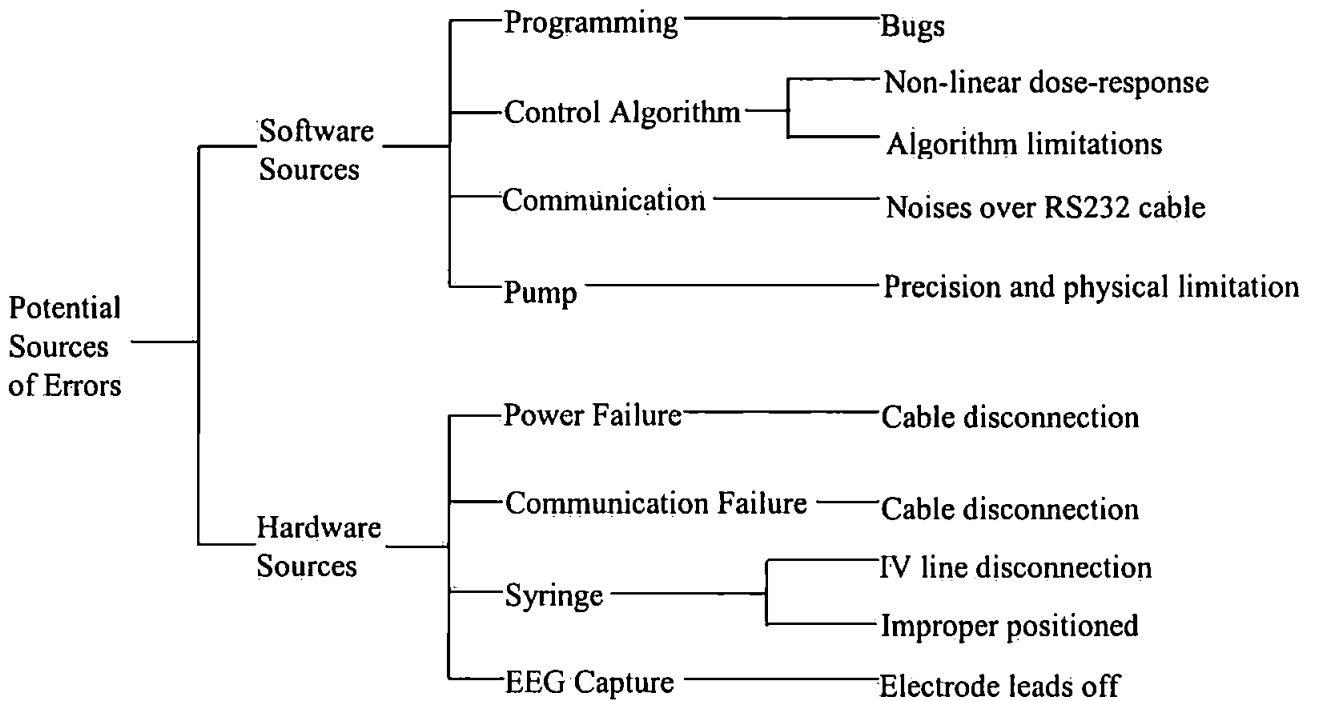 Potential
Sources
of Errors
Software
Sources
Programming
Bugs
Control Algorithm
Non-linear dose-response
Algorithm limitations
Communication
Noises over RS232 cable
Pump
Precision and physical limitation
Hardware
Sources
Power Failure
Cable disconnection
Communication Failure
Cable disconnection
Syringe
IV line disconnection
Improper positioned
EEG Capture
Electrode leads off